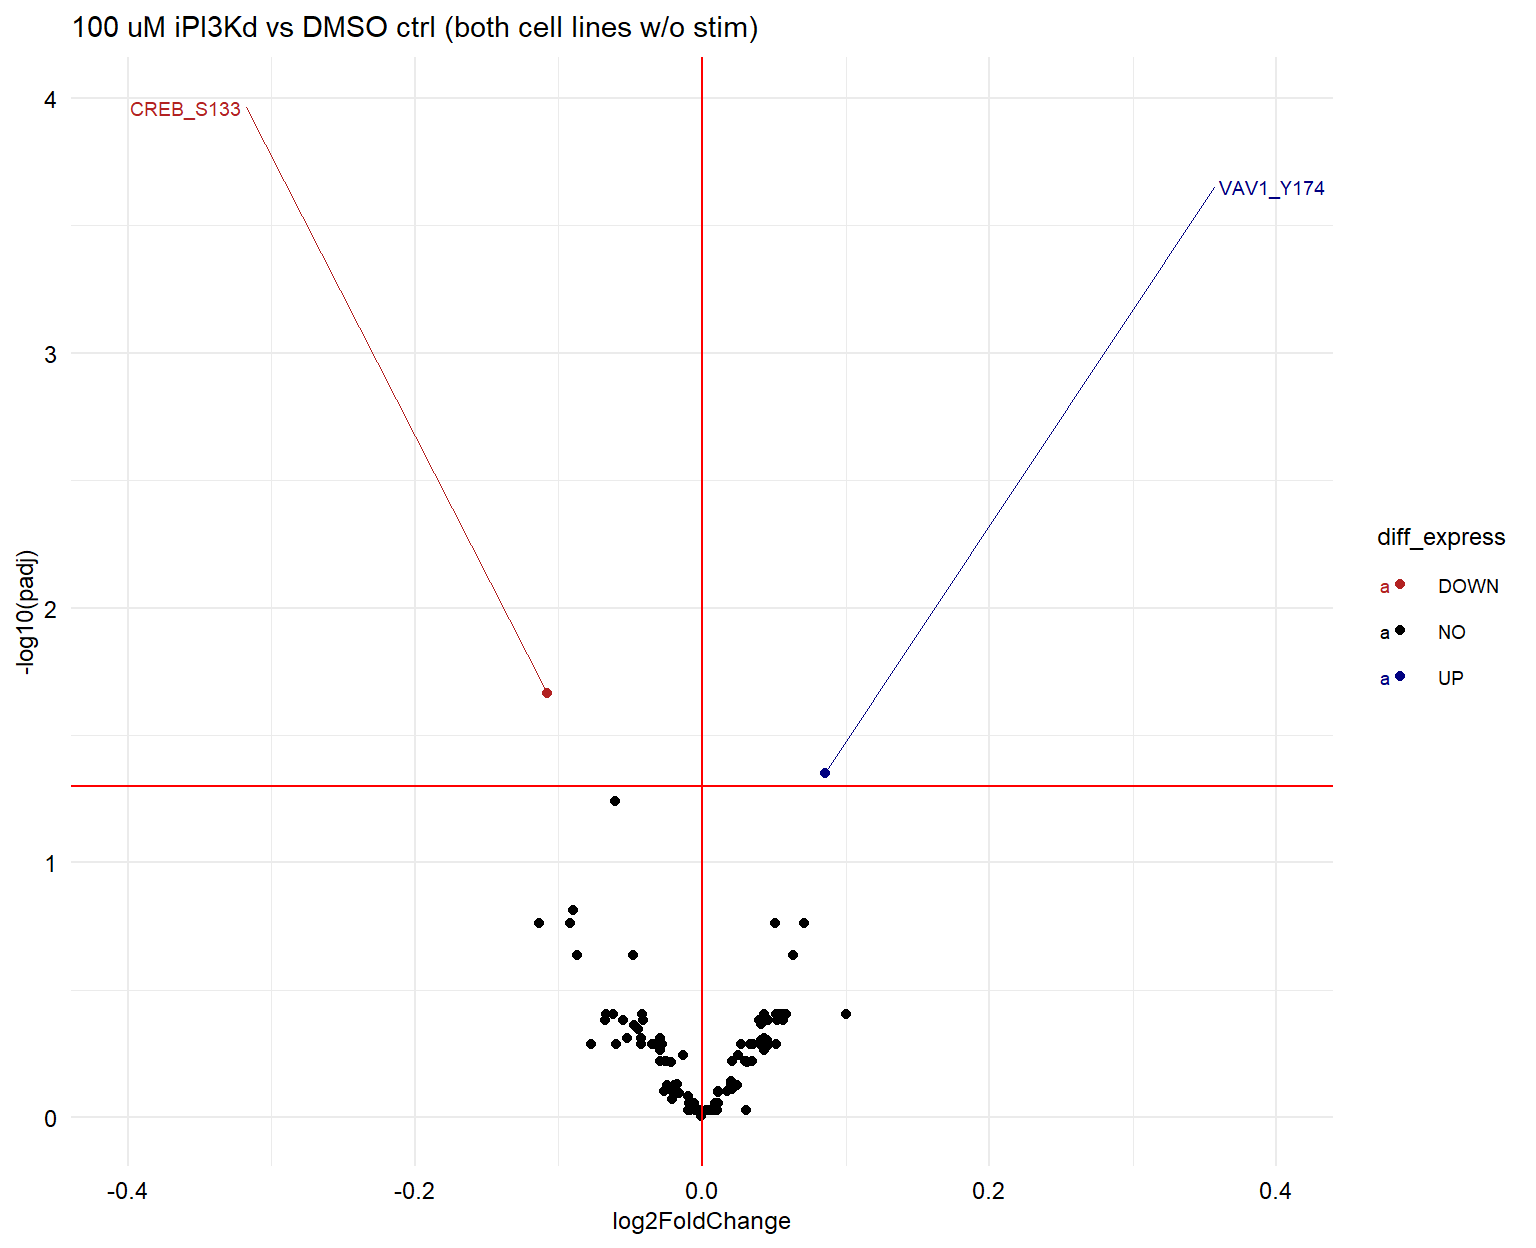 100 uM iPI3Kd vs DMSO ctrl (both cell lines w/o stim)
4
CREB_S133
VAV1_Y174
3
diff_express
a DOWN
-log10(padj)
2
a NO
a UP
1
0
-0.4 -0.2 0.0 0.2 0.4
log2FoldChange